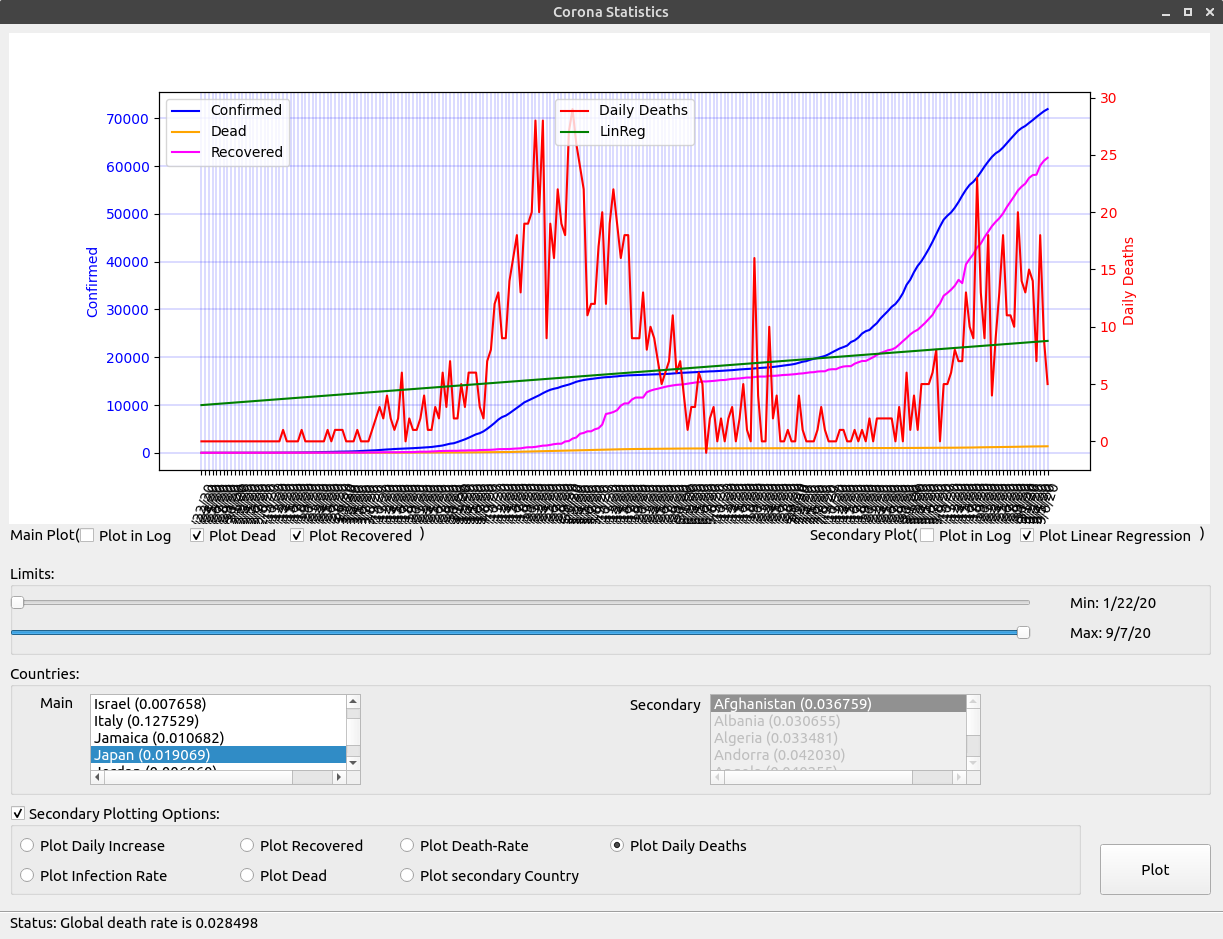 Corona Statistics
Confirmed
Dead
Recovered
Daily Deaths
LinReg
70000
60000
50000
40000
30000
20000
10000
0
Confirmed
30
25
20
15
10
5
0
Daily Deaths
Main Plot( Plot in Log Plot Dead Plot Recovered )
Secondary Plot( Plot in Log Plot Linear Regression )
Limits:
Min: 1/22/20
Max: 9/7/20
Countries:
Main
Israel (0.007658)
Italy (0.127529)
Jamaica (0.010682)
Japan (0.019069)
Secondary
Afghanistan (0.036759)
Albania (0.030655)
Algeria (0.033481)
Andorra (0.042030)
Secondary Plotting Options:
Plot Daily Increase Plot Recovered Plot Death-Rate Plot Daily Deaths
Plot Infection Rate Plot Dead Plot secondary Country
Plot
Status: Global death rate is 0.028498